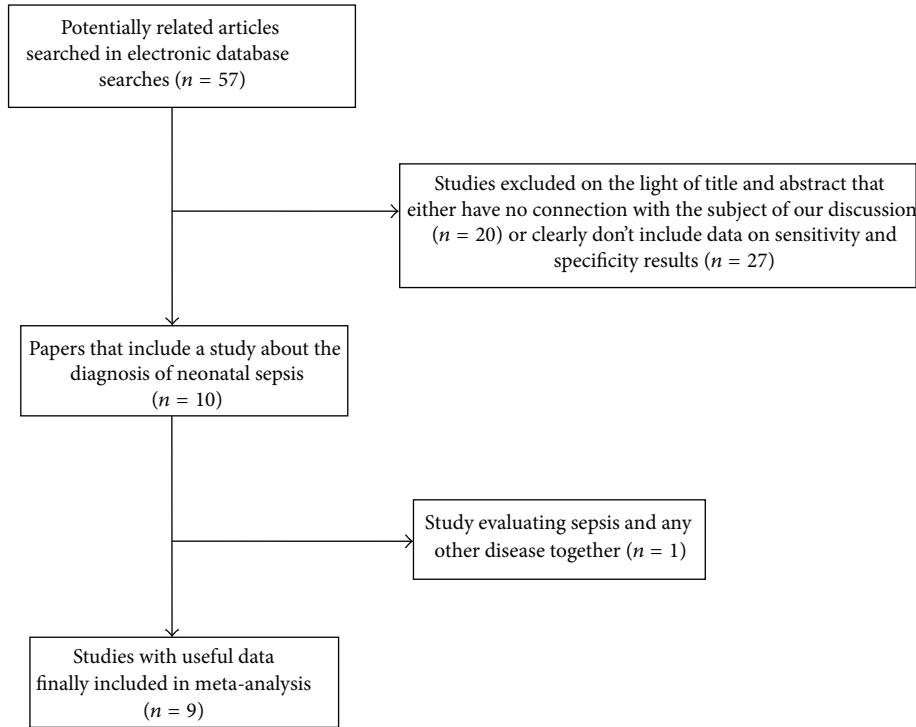 Potentially related articles
searched in electronic database
searches (n = 57)
Studies excluded on the light of title and abstract that
either have no connection with the subject of our discussion
(n = 20) or clearly don't include data on sensitivity and
specificity results (n = 27)
Papers that include a study about the
diagnosis of neonatal sepsis
(n = 10)
Study evaluating sepsis and any
other disease together (n = 1)
Studies with useful data
finally included in meta-analysis
(n = 9)